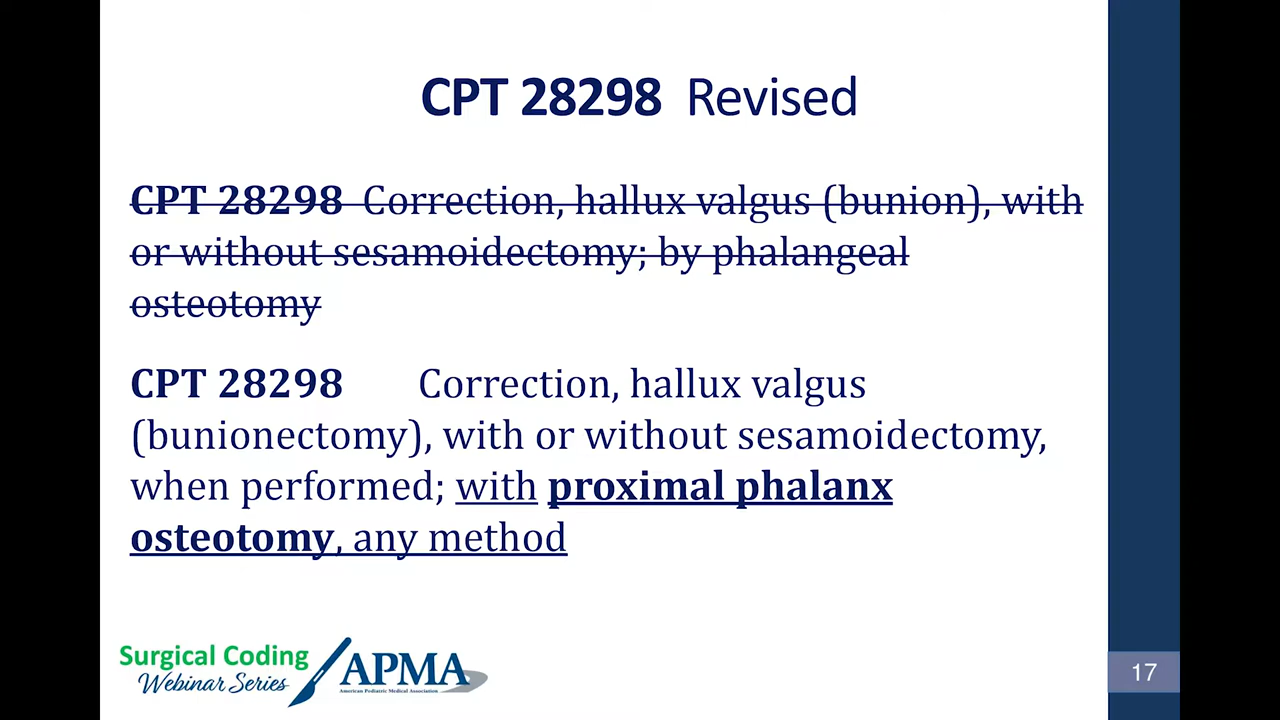 CPT 28298 Revised
CPT 28298 Correction, hallux valgus (bunion), with
or without sesamoidectomy; by phalangeal
osteotomy
CPT 28298 Correction, hallux valgus
(bunionectomy), with or without sesamoidectomy,
when performed; with proximal phalanx
osteotomy, any method
Surgical Coding
Webinar Series
APMA
American Podiatric Medical Association
17